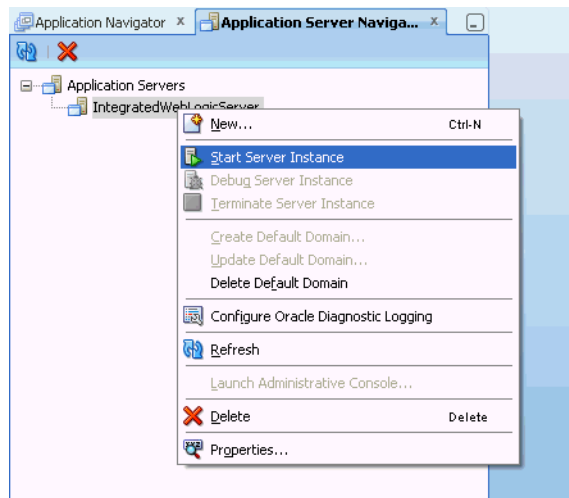 Application Navigator x Application Server Naviga... x
Application Servers
IntegratedWebLogicServer
New... Ctrl-N
Start Server Instance
Debug Server Instance
Terminate Server Instance
Create Default Domain...
Update Default Domain...
Delete Default Domain
Configure Oracle Diagnostic Logging
Refresh
Launch Administrative Console...
Delete Delete
Properties...